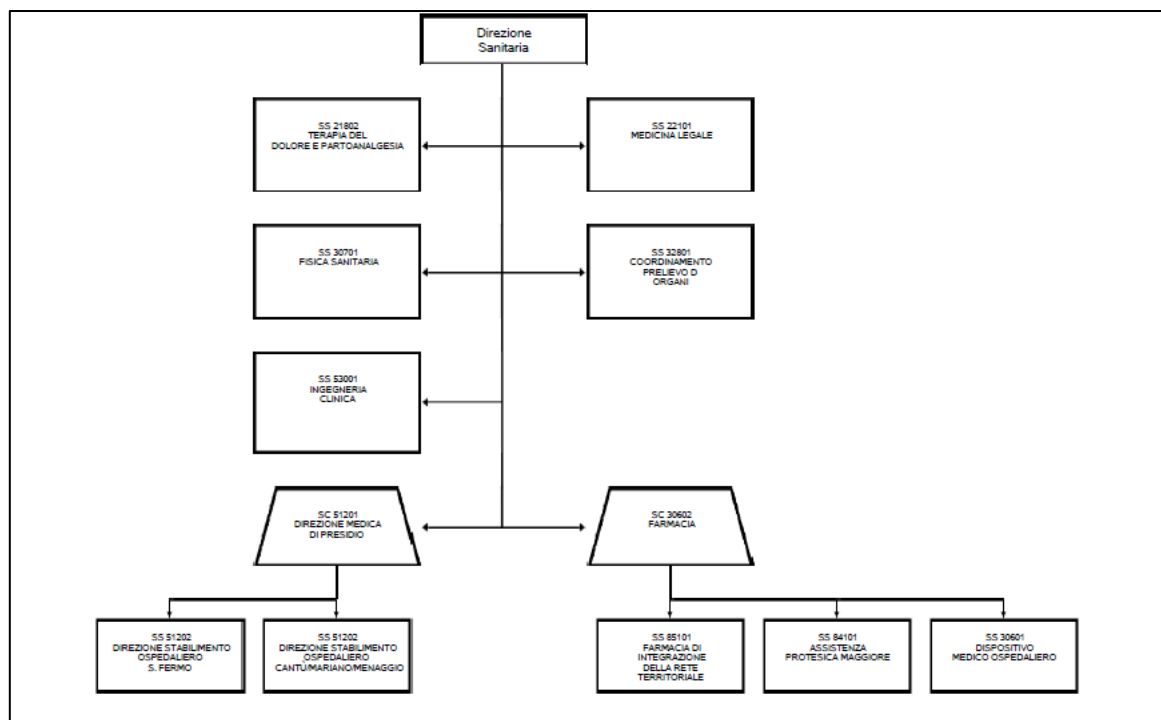 Direzione
Sanitaria
SS 21802
TERAPIA DEL
DOLORE E PARTOANALGESIA
SS 22101
MEDICINA LEGALE
SS 30701
FISICA SANITARIA
SS 32801
COORDINAMENTO
PRELIEVO D
ORGANI
SS 53001
INGEGNERIA
CLINICA
SC 51201
DIREZIONE MEDICA
DI PRESIDIO
SC 30602
FARMACIA
SS 51202
DIREZIONE STABILIMENTO
OSPEDALIERO
S. FERMO
SS 51202
DIREZIONE STABILIMENTO
OSPEDALIERO
CANTÙ/MARIANO/MENAGGIO
SS 85101
FARMACIA DI
INTEGRAZIONE
DELLA RETE
TERRITORIALE
SS 84101
ASSISTENZA
PROTESICA MAGGIORE
SS 30601
DISPOSITIVO
MEDICO OSPEDALIERO